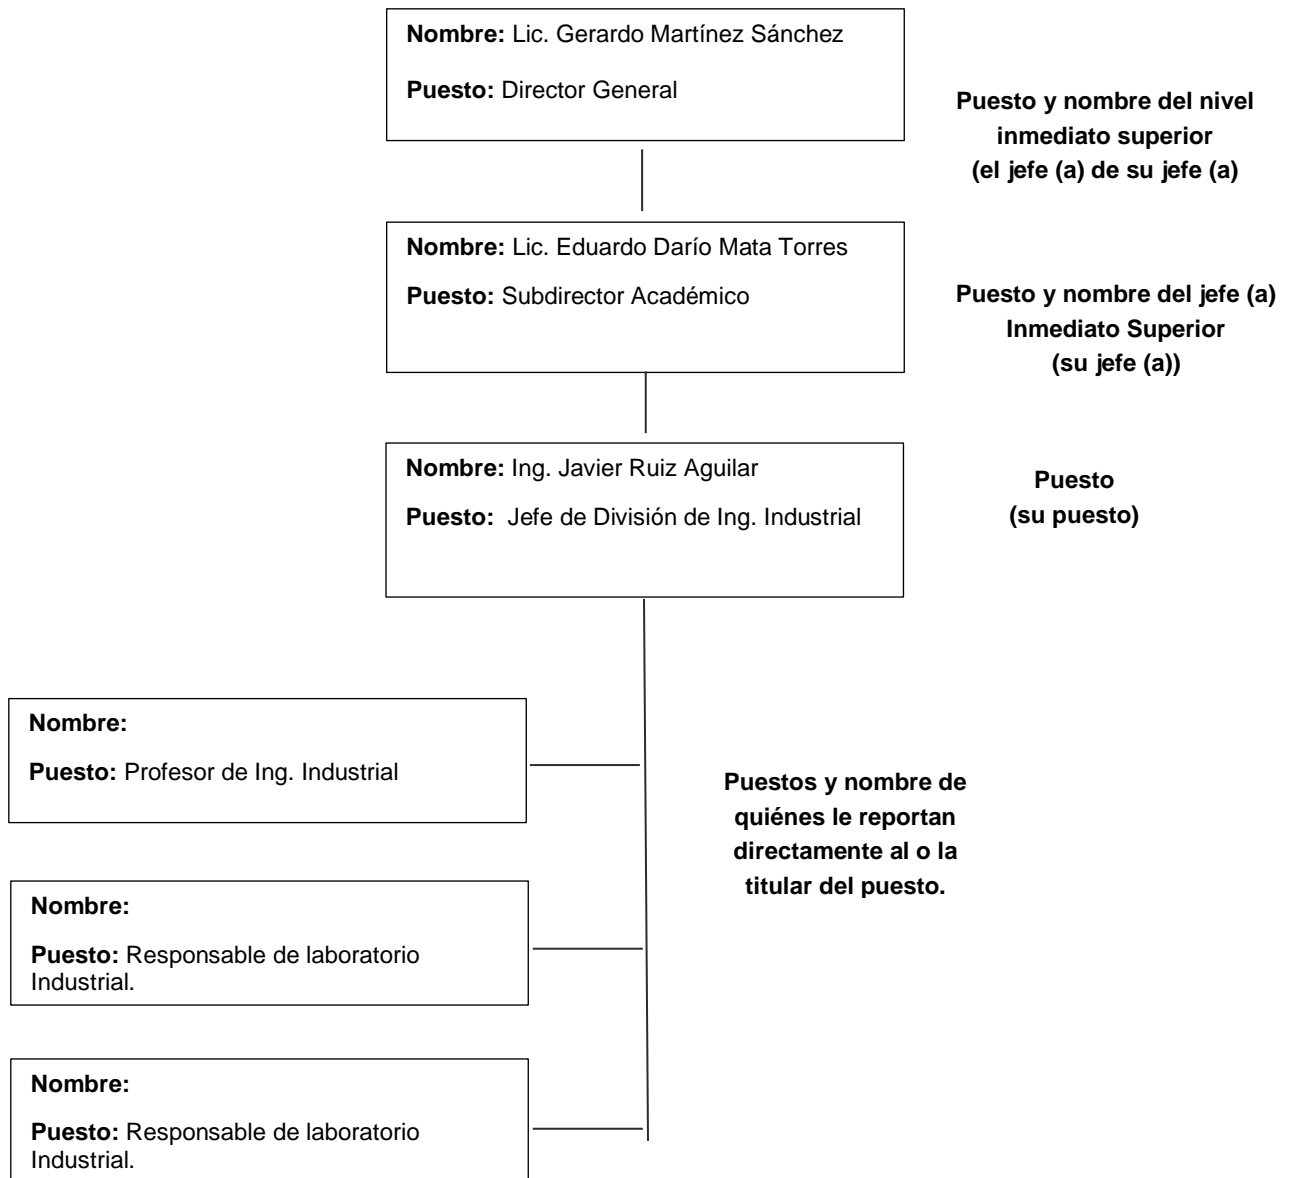 Nombre: Lic. Gerardo Martínez Sánchez
Puesto: Director General
Puesto y nombre del nivel
inmediato superior
(el jefe (a) de su jefe (a)
Nombre: Lic. Eduardo Darío Mata Torres
Puesto: Subdirector Académico
Puesto y nombre del jefe (a)
Inmediato Superior
(su jefe (a))
Nombre: Ing. Javier Ruiz Aguilar
Puesto: Jefe de División de Ing. Industrial
Puesto
(su puesto)
Nombre:
Puesto: Profesor de Ing. Industrial
Puestos y nombre de
quiénes le reportan
directamente al o la
titular del puesto.
Nombre:
Puesto: Responsable de laboratorio
Industrial.
Nombre:
Puesto: Responsable de laboratorio
Industrial.